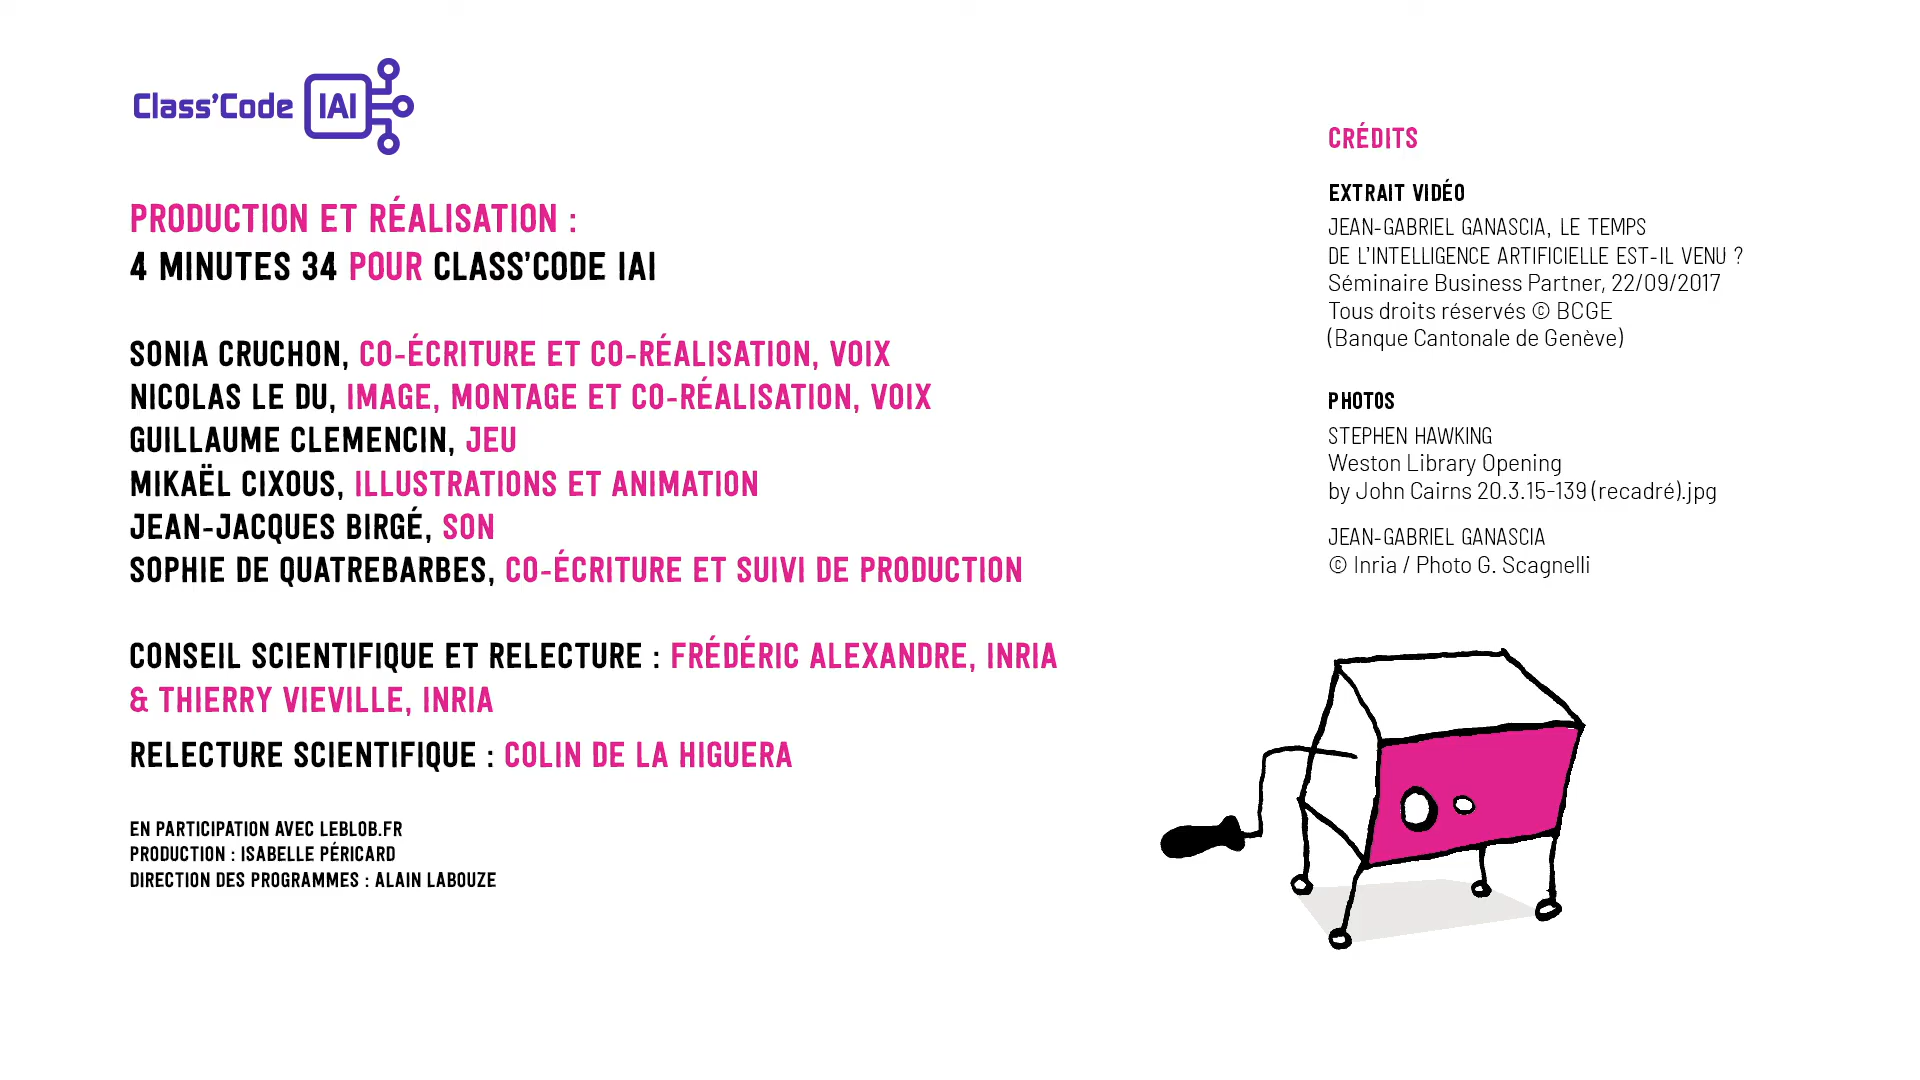 Class'Code IAI
PRODUCTION ET RÉALISATION :
4 MINUTES 34 POUR CLASS'CODE IAI
SONIA CRUCHON, CO-ÉCRITURE ET CO-RÉALISATION, VOIX
NICOLAS LE DU, IMAGE, MONTAGE ET CO-RÉALISATION, VOIX
GUILLAUME CLEMENCIN, JEU
MIKAËL CIXOUS, ILLUSTRATIONS ET ANIMATION
JEAN-JACQUES BIRGÉ, SON
SOPHIE DE QUATREBARBES, CO-ÉCRITURE ET SUIVI DE PRODUCTION
CONSEIL SCIENTIFIQUE ET RELECTURE : FRÉDÉRIC ALEXANDRE, INRIA
& THIERRY VIEVILLE, INRIA
RELECTURE SCIENTIFIQUE : COLIN DE LA HIGUERA
EN PARTICIPATION AVEC LEBLOB.FR
PRODUCTION : ISABELLE PÉRICARD
DIRECTION DES PROGRAMMES : ALAIN LABOUZE
CRÉDITS
EXTRAIT VIDÉO
JEAN-GABRIEL GANASCIA, LE TEMPS
DE L'INTELLIGENCE ARTIFICIELLE EST-IL VENU ?
Séminaire Business Partner, 22/09/2017
Tous droits réservés © BCGE
(Banque Cantonale de Genève)
PHOTOS
STEPHEN HAWKING
Weston Library Opening
by John Cairns 20.3.15-139 (recadré).jpg
JEAN-GABRIEL GANASCIA
© Inria / Photo G. Scagnelli